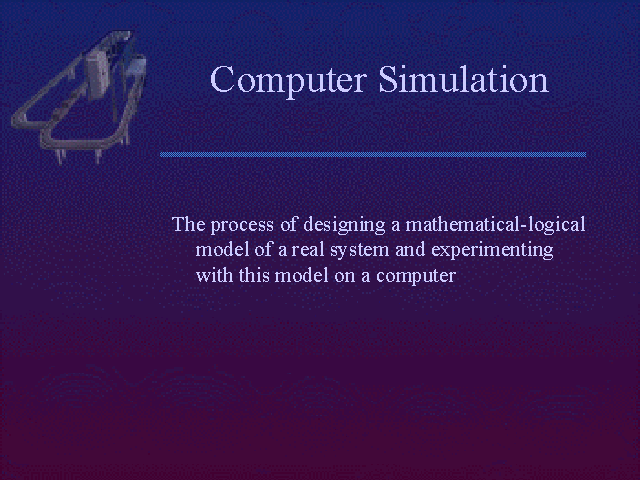 Computer Simulation
The process of designing a mathematical-logical
model of a real system and experimenting
with this model on a computer